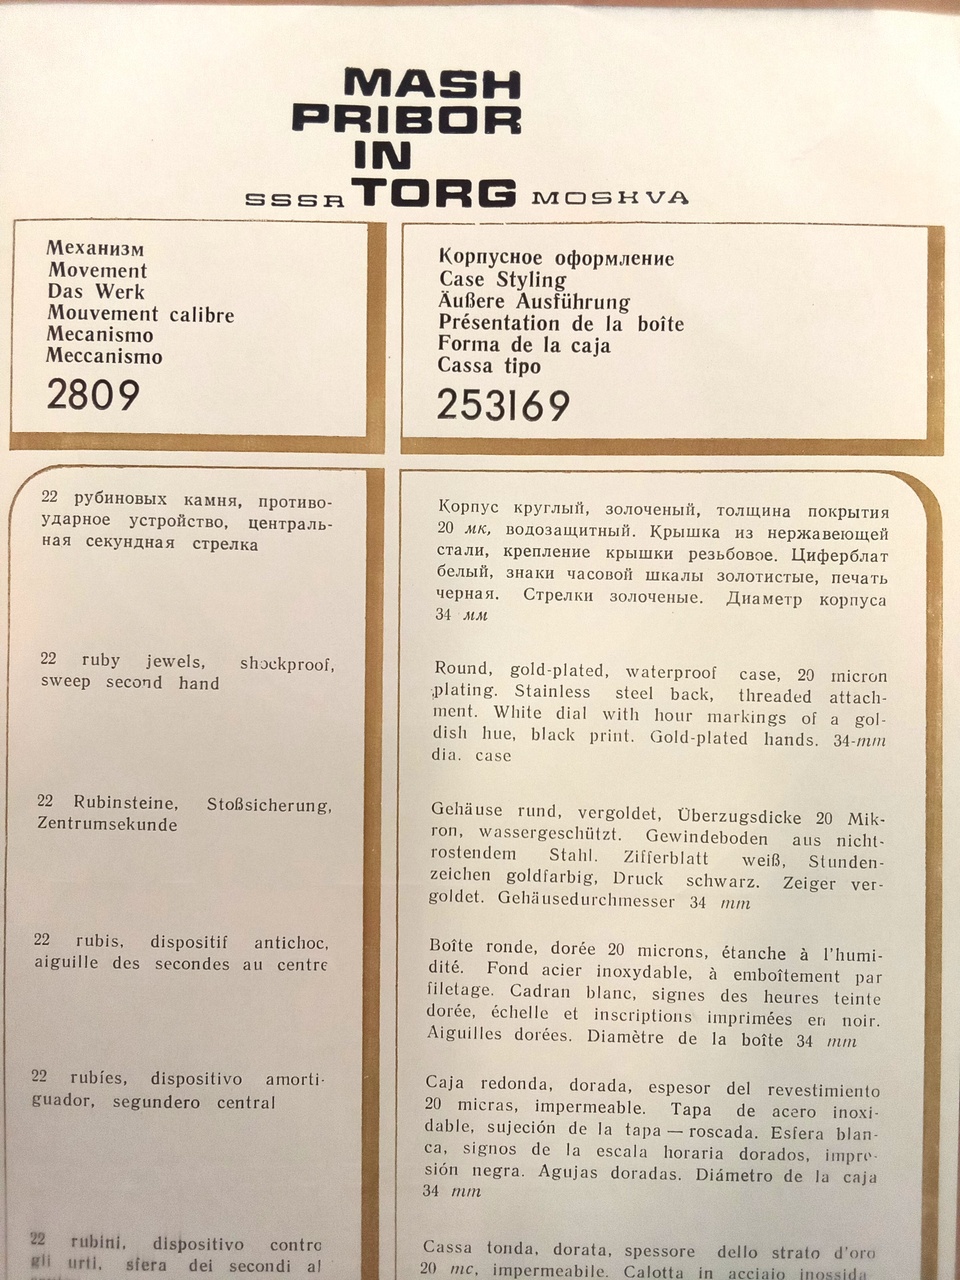 MASH
PRIBOR
IN
SSSR TORG MOSKVA
Механизм
Movement
Das Werk
Mouvement calibre
Mecanismo
Meccanismo
2809
Корпусное оформление
Case Styling
Äußere Ausführung
Présentation de la boîte
Forma de la caja
Cassa tipo
253169
22 рубиновых камня, противо-
ударное устройство, централь-
ная секундная стрелка
22 ruby jewels, shockproof,
sweep second hand
22 Rubinsteine, Stoßsicherung,
Zentrumsekunde
22 rubis, dispositif antichoc,
aiguille des secondes au centre
22 rubíes, dispositivo amorti-
guador, segundero central
22 rubini, dispositivo contro
gli urti, sfera dei secondi al
Корпус круглый, золоченый, толщина покрытия
20 мк, водозащитный. Крышка из нержавеющей
стали, крепление крышки резьбовое. Циферблат
белый, знаки часовой шкалы золотистые, печать
черная. Стрелки золоченые. Диаметр корпуса
34 мм
Round, gold-plated, waterproof case, 20 micron
plating. Stainless steel back, threaded attach-
ment. White dial with hour markings of a gol-
dish hue, black print. Gold-plated hands. 34-mm
dia. case
Gehäuse rund, vergoldet, Überzugsdicke 20 Mik-
ron, wassergeschützt. Gewindeboden aus nicht-
rostendem Stahl. Zifferblatt weiß, Stunden-
zeichen goldfarbig, Druck schwarz. Zeiger ver-
goldet. Gehäusedurchmesser 34 mm
Boîte ronde, dorée 20 microns, étanche à l'humi-
dité. Fond acier inoxydable, à emboîtement par
filetage. Cadran blanc, signes des heures teinte
dorée, échelle et inscriptions imprimées en noir.
Aiguilles dorées. Diamètre de la boîte 34 mm
Caja redonda, dorada, espesor del revestimiento
20 micras, impermeable. Tapa de acero inoxi-
dable, sujeción de la tapa — roscada. Esfera blan-
ca, signos de la escala horaria dorados, impre-
sión negra. Agujas doradas. Diámetro de la caja
34 mm
Cassa tonda, dorata, spessore dello strato d'oro
20 mc, impermeabile. Calotta in acciaio inossida